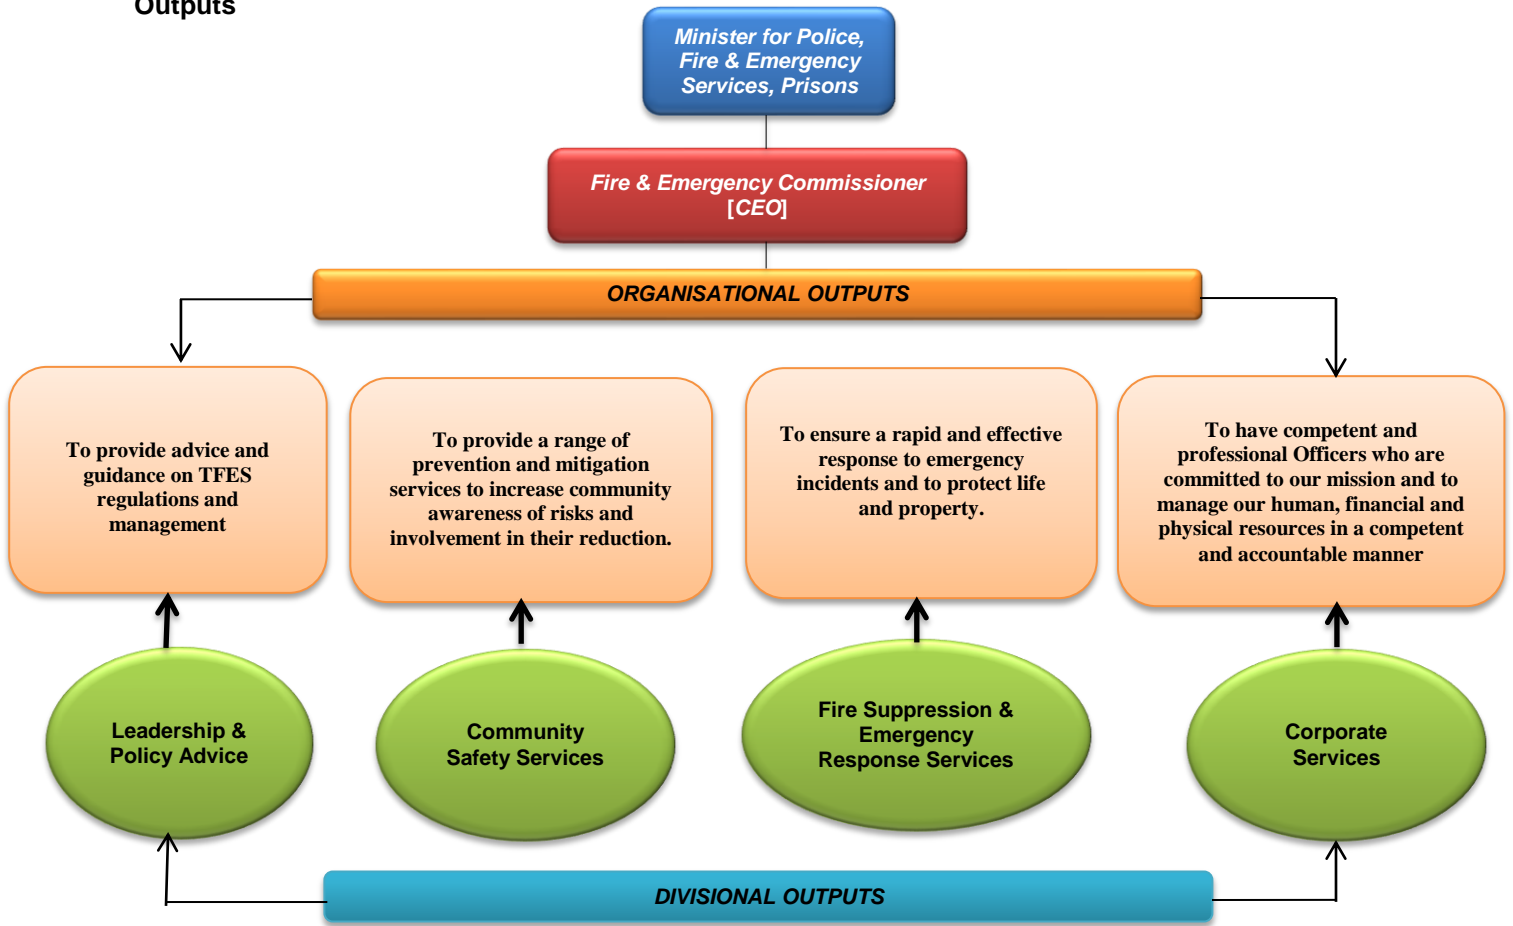 Outputs
Minister for Police,
Fire & Emergency
Services, Prisons
Fire & Emergency Commissioner
[CEO]
ORGANISATIONAL OUTPUTS
To provide advice and
guidance on TFES
regulations and
management
To provide a range of
prevention and mitigation
services to increase community
awareness of risks and
involvement in their reduction.
To ensure a rapid and effective
response to emergency
incidents and to protect life
and property.
To have competent and
professional Officers who are
committed to our mission and to
manage our human, financial and
physical resources in a competent
and accountable manner
Leadership &
Policy Advice
Community
Safety Services
Fire Suppression &
Emergency
Response Services
Corporate
Services
DIVISIONAL OUTPUTS